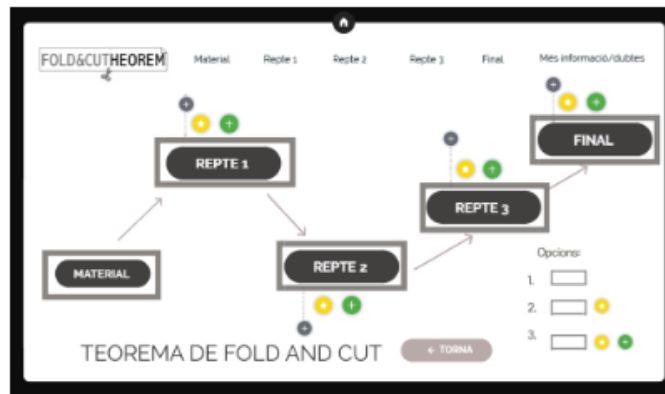 FOLD&CUTHEOREM Material Repte 1 Repte 2 Repte 3 Final Més informació/dubtes
FINAL
REPTE 1
REPTE 3
REPTE 2
MATERIAL
Opcions:
1.
2.
3.
TEOREMA DE FOLD AND CUT
← TORNA